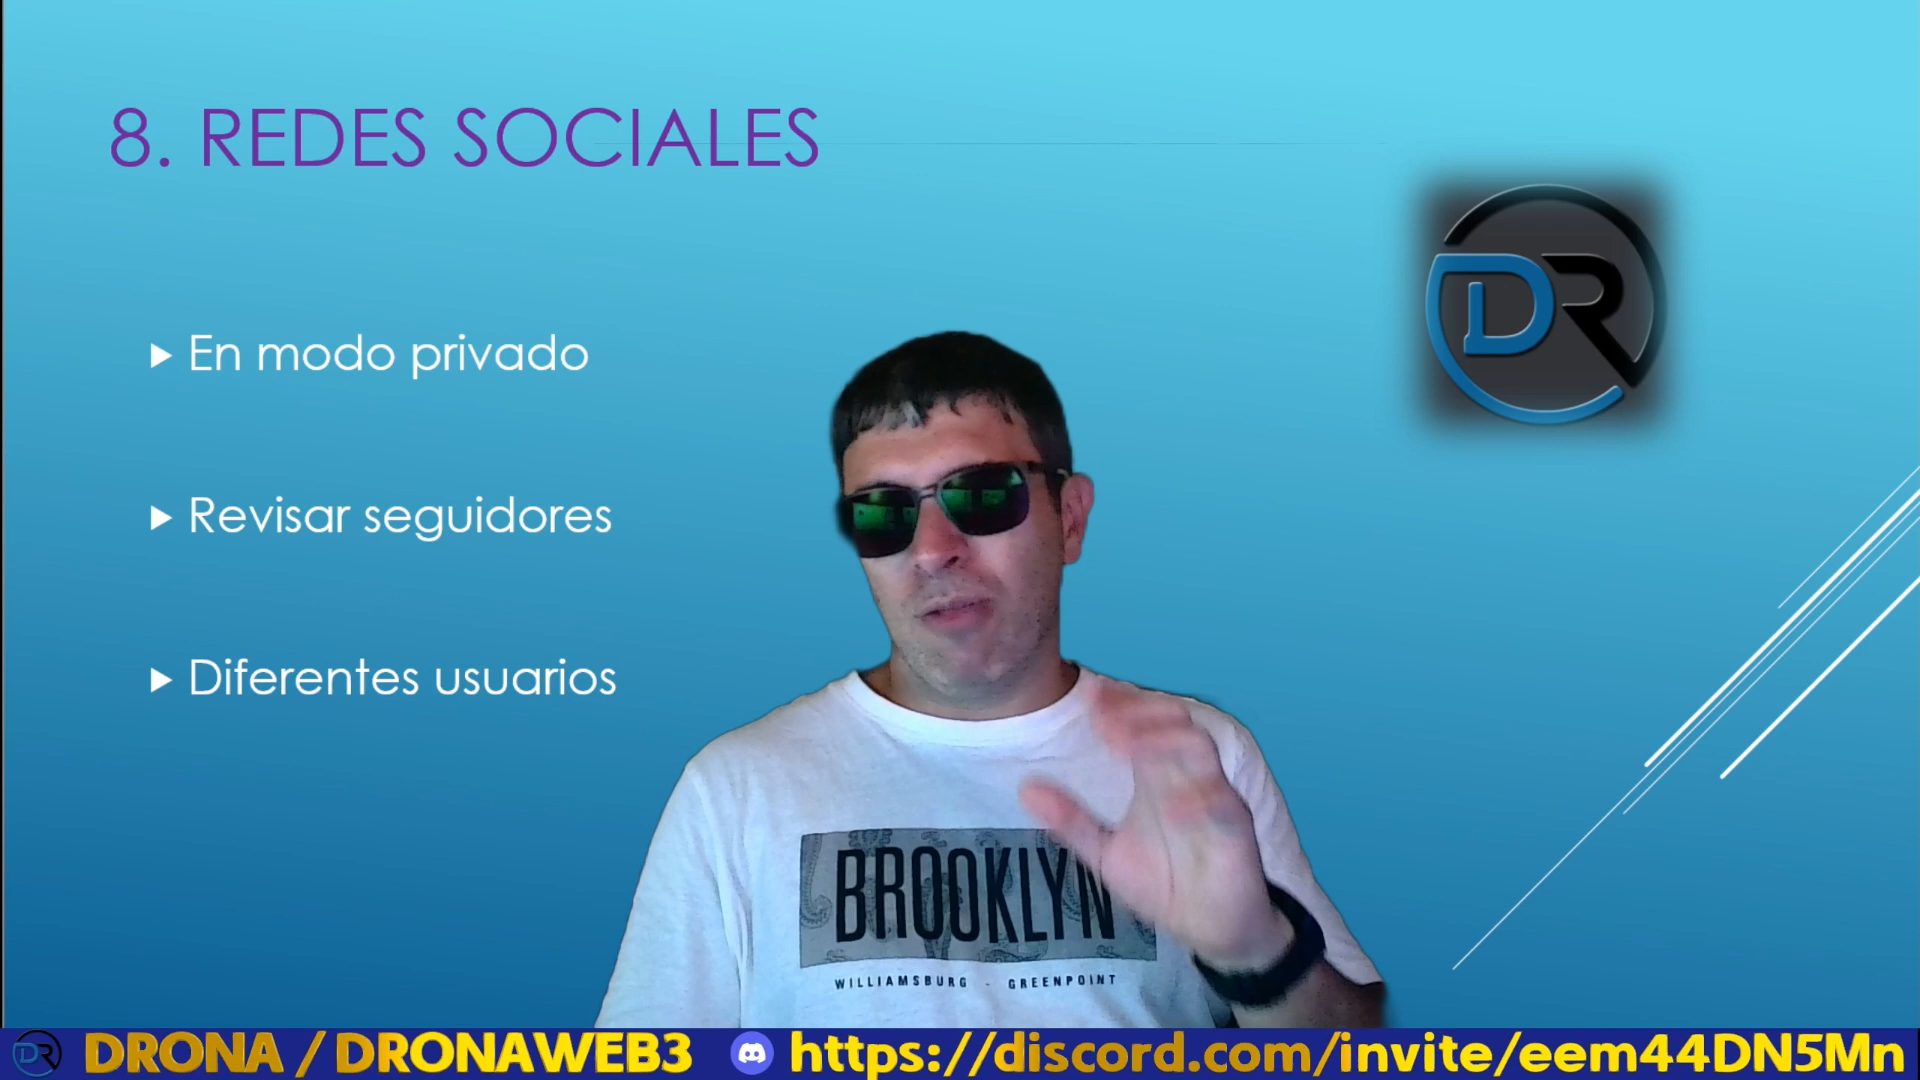 8. REDES SOCIALES
DR
En modo privado
Revisar seguidores
Diferentes usuarios
BROOKLYN
WILLIAMSBURG - GREENPOINT
DR DRONA / DRONAWEB3 https://discord.com/invite/eem44DN5Mn